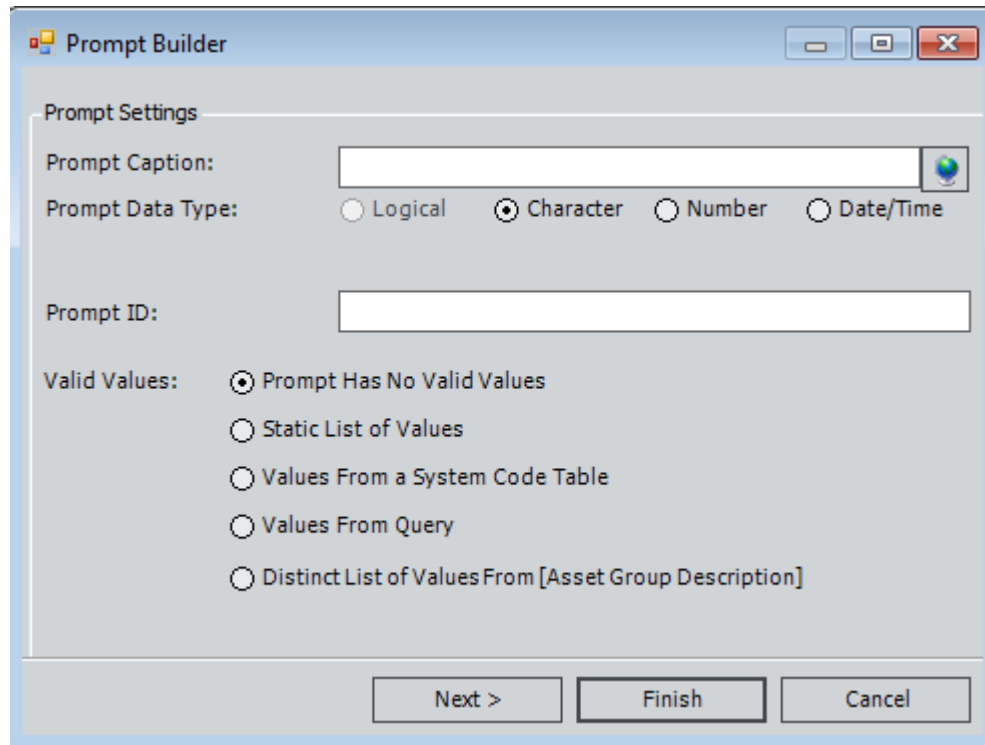 Prompt Builder
Prompt Settings
Prompt Caption:
Prompt Data Type: Logical Character Number Date/Time
Prompt ID:
Valid Values: Prompt Has No Valid Values
Static List of Values
Values From a System Code Table
Values From Query
Distinct List of Values From [Asset Group Description]
Next > Finish Cancel